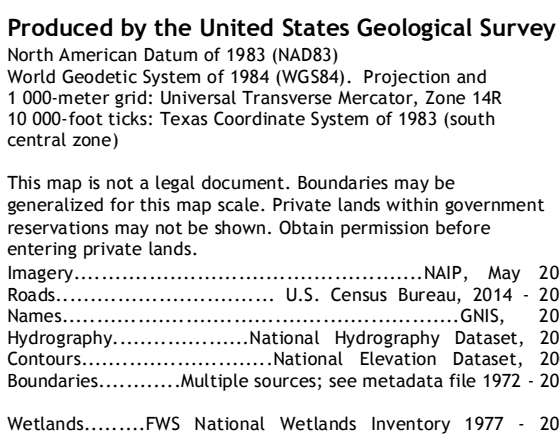 Produced by the United States Geological Survey
North American Datum of 1983 (NAD83)
World Geodetic System of 1984 (WGS84).  Projection and
1 000-meter grid: Universal Transverse Mercator, Zone 14R
10 000-foot ticks: Texas Coordinate System of 1983 (south
central zone)
This map is not a legal document. Boundaries may be
generalized for this map scale. Private lands within government
reservations may not be shown. Obtain permission before
entering private lands.
Imagery..............................................NAIP, May 20
Roads............................. U.S. Census Bureau, 2014 - 20
Names....................................................GNIS, 20
Hydrography..................National Hydrography Dataset, 20
Contours.........................National Elevation Dataset, 20
Boundaries...........Multiple sources; see metadata file 1972 - 20
Wetlands.........FWS National Wetlands Inventory 1977 - 20